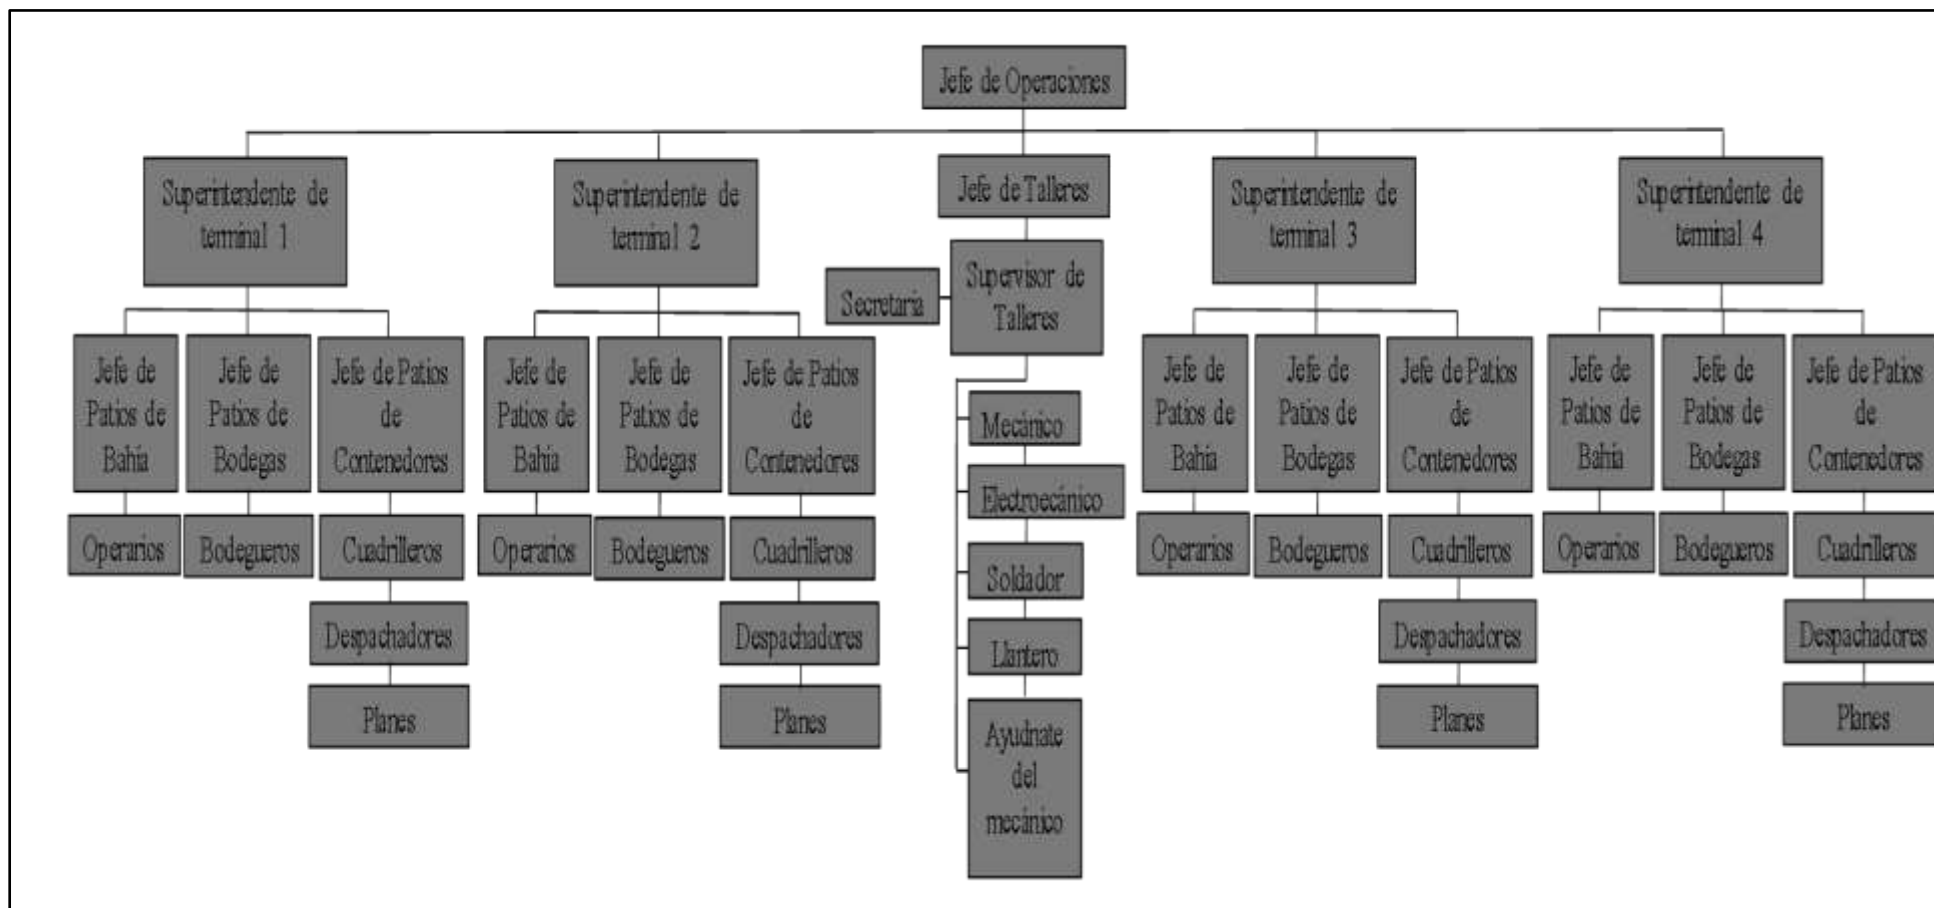 Jefe de Operaciones
Superintendente de
terminal 1
Superintendente de
terminal 2
Jefe de Talleres
Superintendente de
terminal 3
Superintendente de
terminal 4
Secretaria
Supervisor de
Talleres
Jefe de
Patios de
Bahía
Jefe de
Patios de
Bodegas
Jefe de Patios
de
Contenedores
Jefe de
Patios de
Bahía
Jefe de
Patios de
Bodegas
Jefe de Patios
de
Contenedores
Jefe de
Patios de
Bahía
Jefe de
Patios de
Bodegas
Jefe de Patios
de
Contenedores
Jefe de
Patios de
Bahía
Jefe de
Patios de
Bodegas
Jefe de Patios
de
Contenedores
Mecánico
Electroecánico
Soldador
Llantero
Ayudnate
del
mecánico
Operarios
Bodegueros
Cuadrilleros
Operarios
Bodegueros
Cuadrilleros
Operarios
Bodegueros
Cuadrilleros
Operarios
Bodegueros
Cuadrilleros
Despachadores
Despachadores
Despachadores
Despachadores
Planes
Planes
Planes
Planes